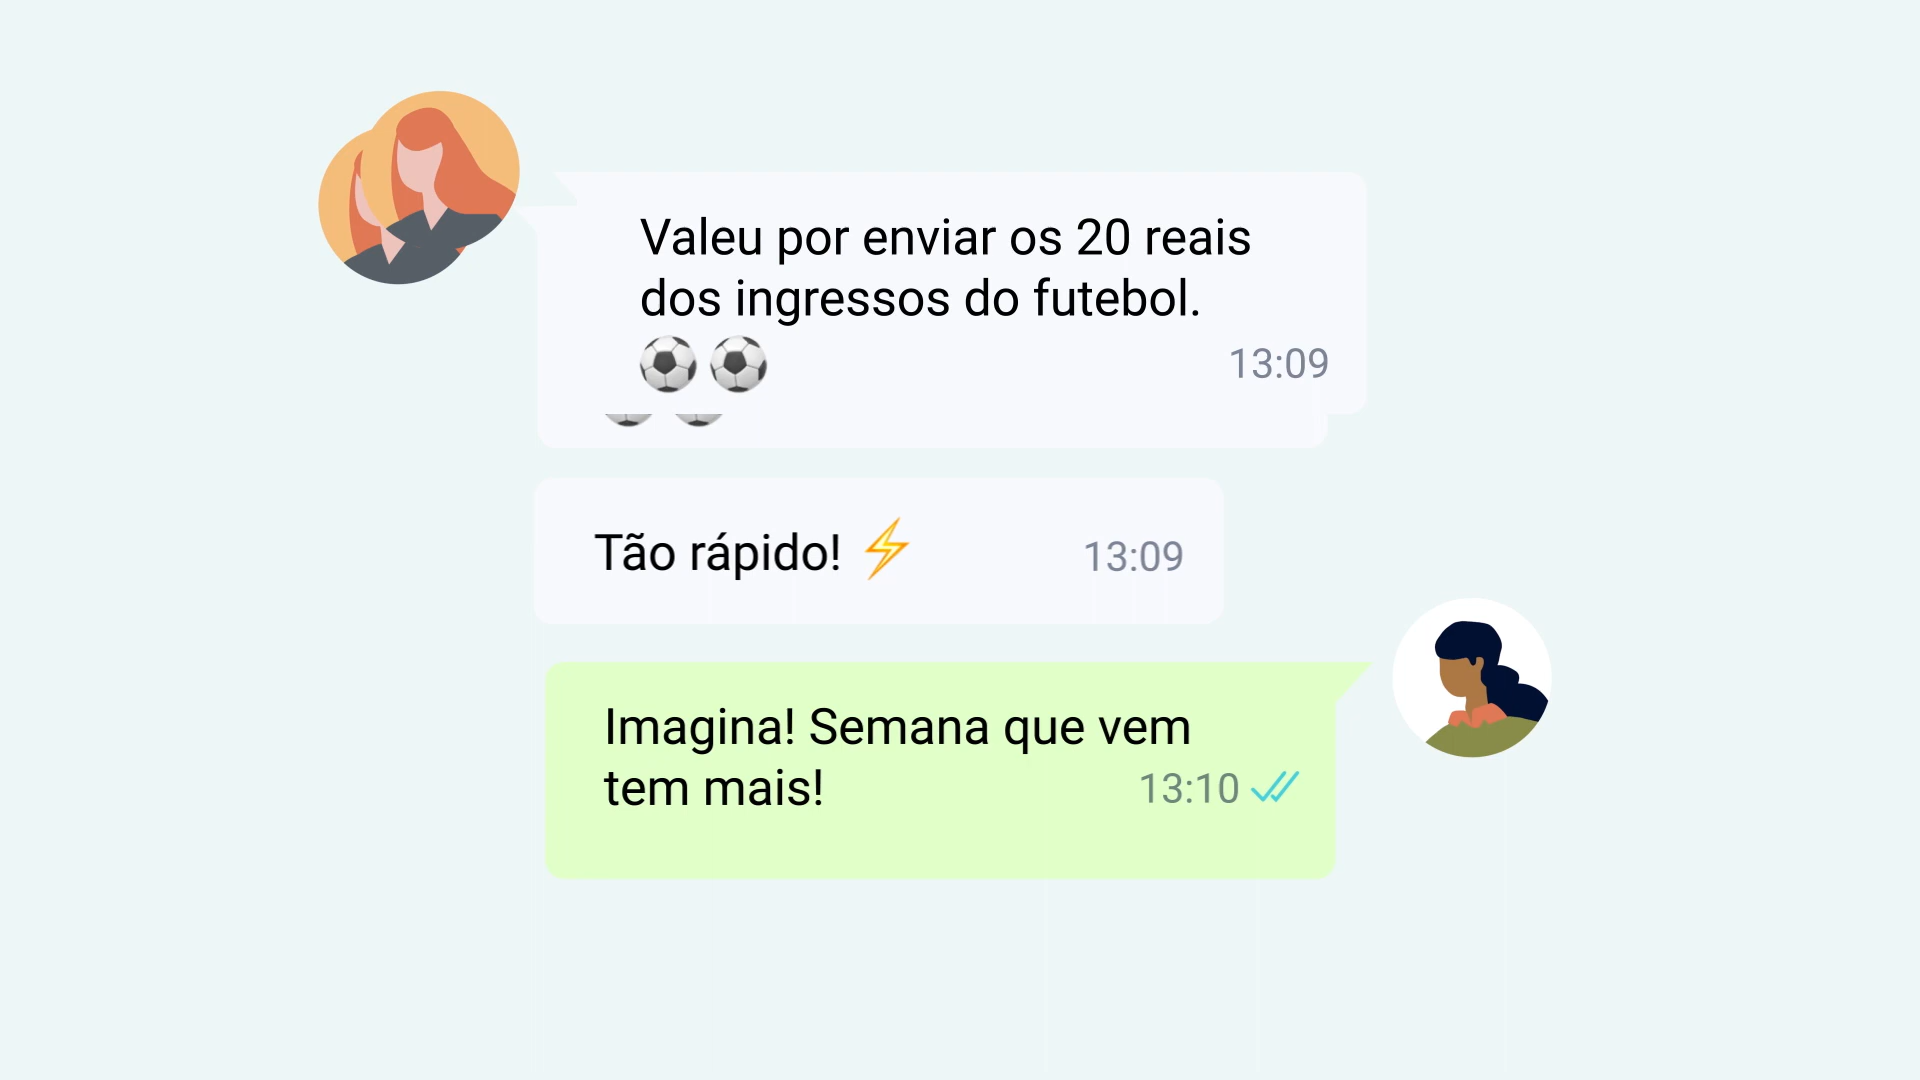 Valeu por enviar os 20 reais
dos ingressos do futebol.
⚽⚽ 13:09
Tão rápido! ⚡ 13:09
Imagina! Semana que vem
tem mais! 13:10